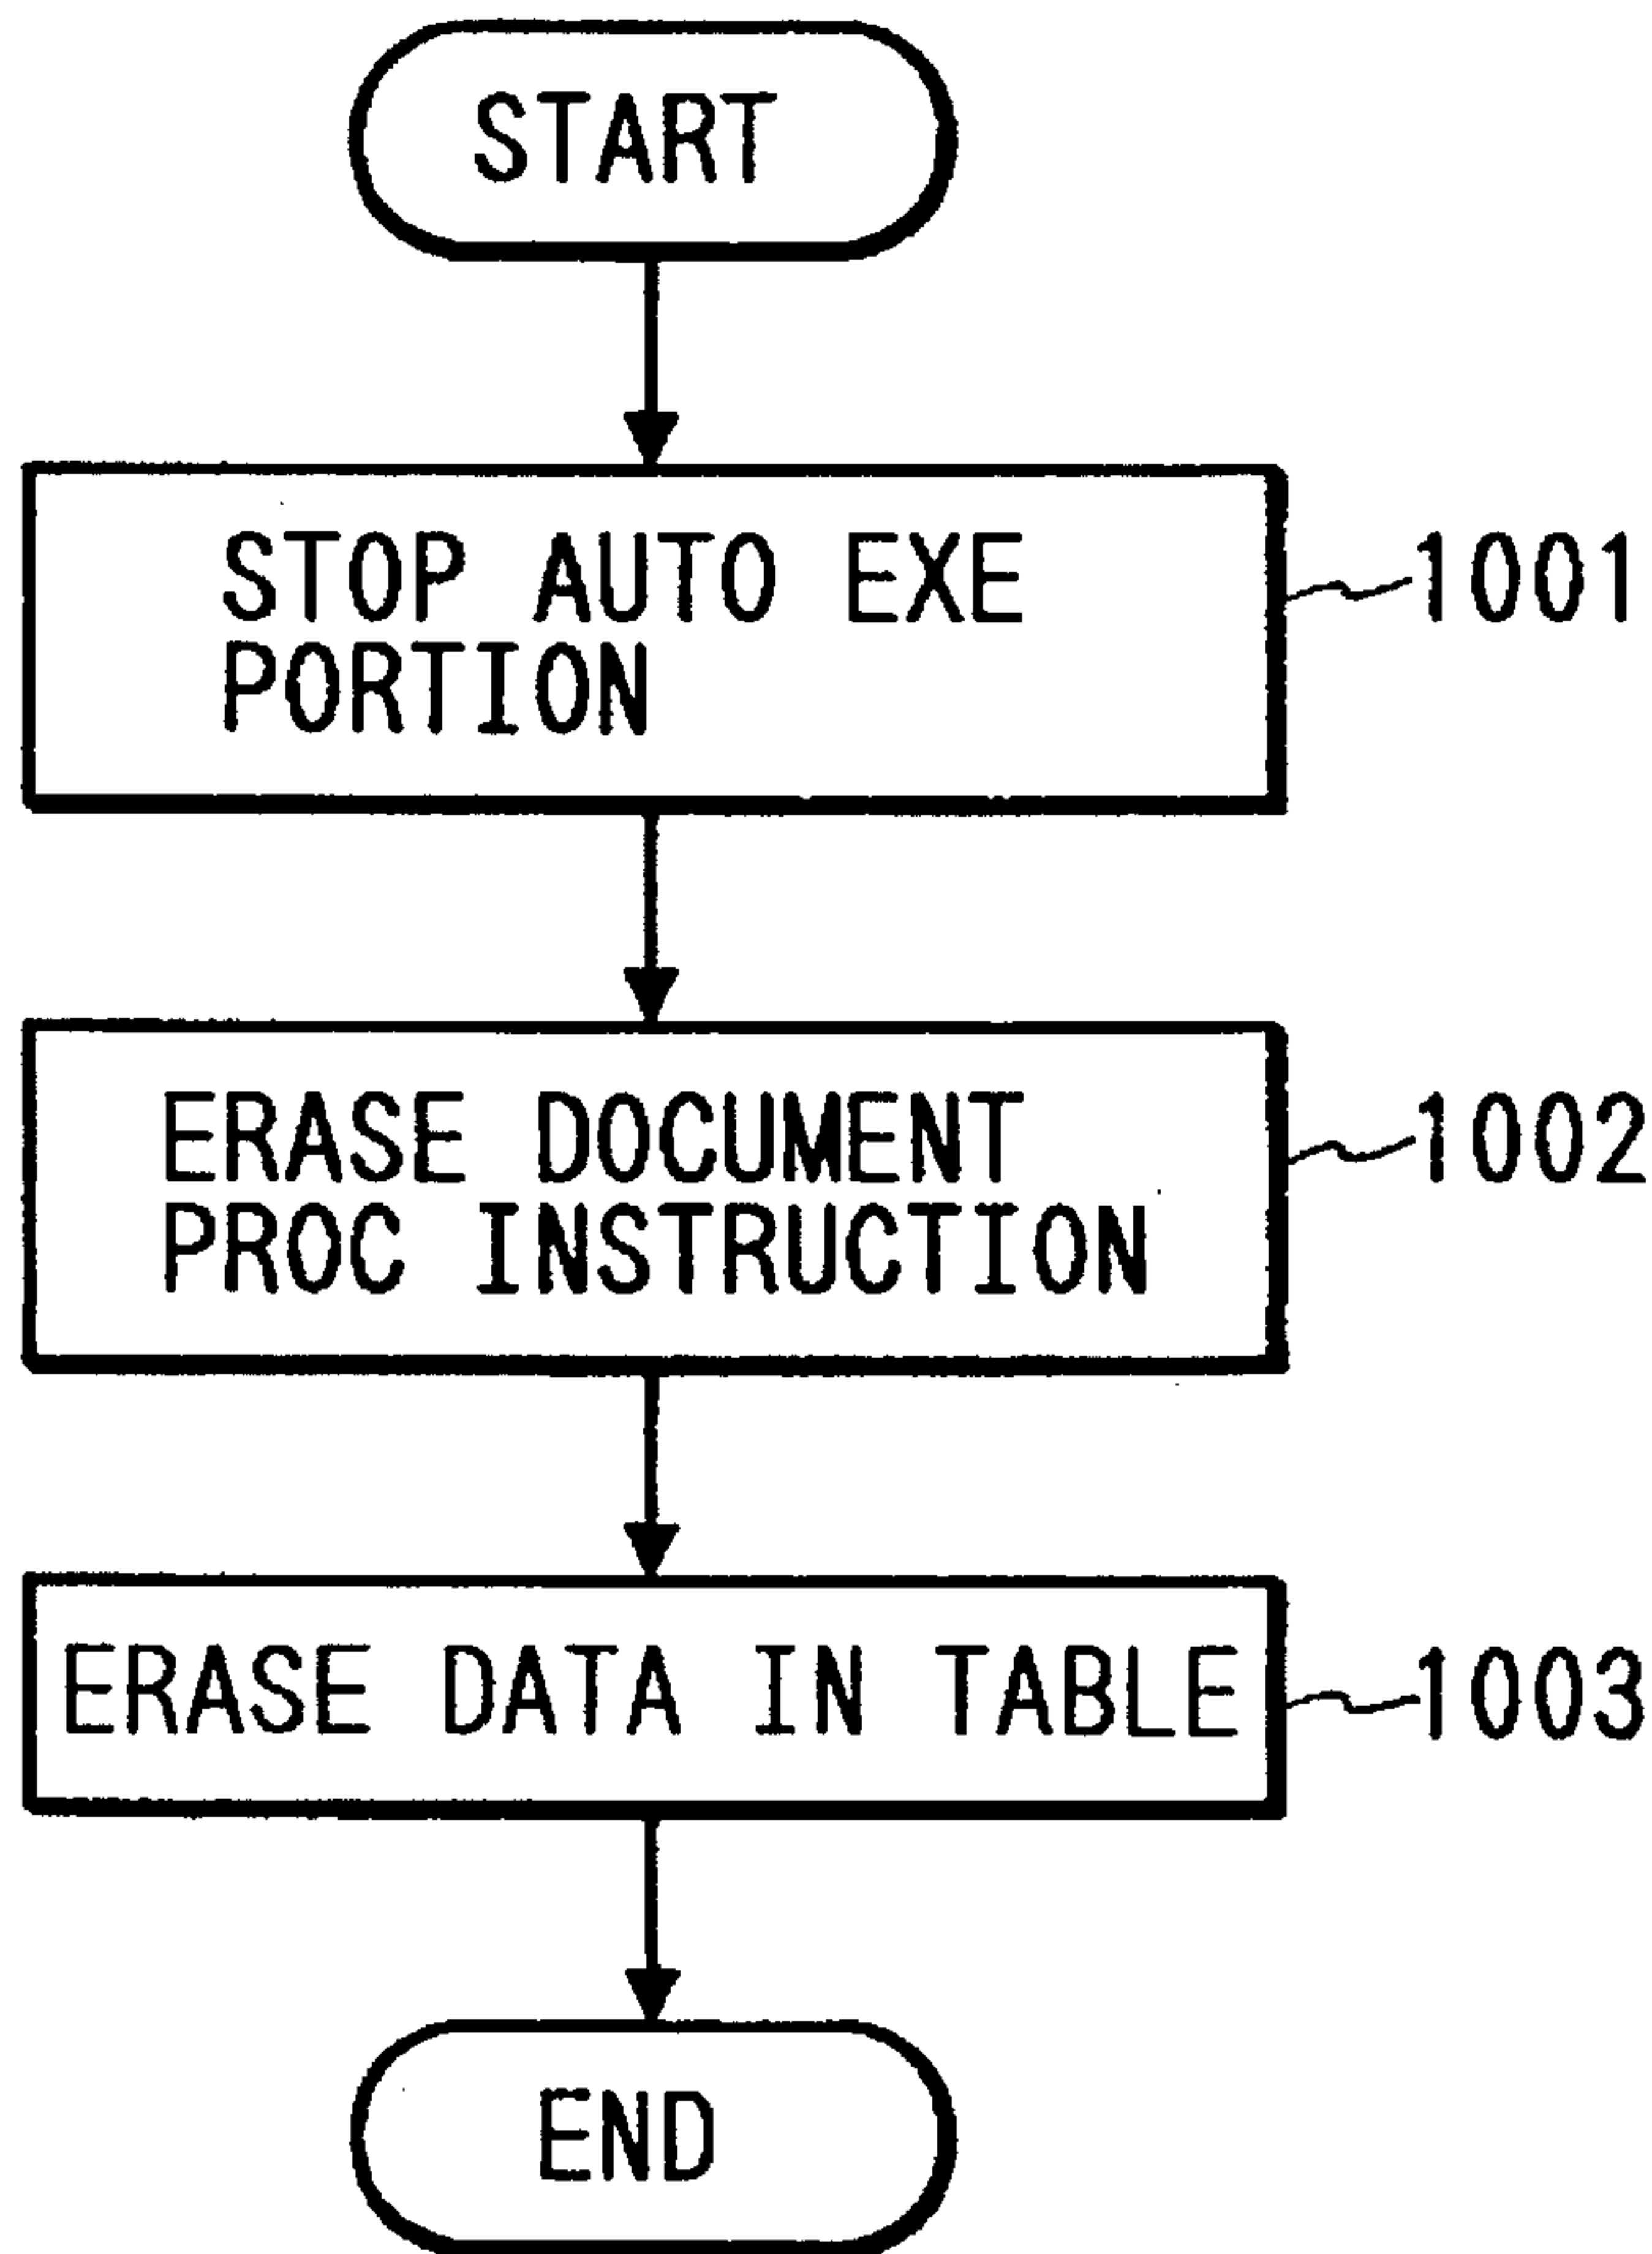 START
STOP AUTO EXE
PORTION
1001
ERASE DOCUMENT
PROC INSTRUCTION
1002
ERASE DATA IN TABLE
1003
END